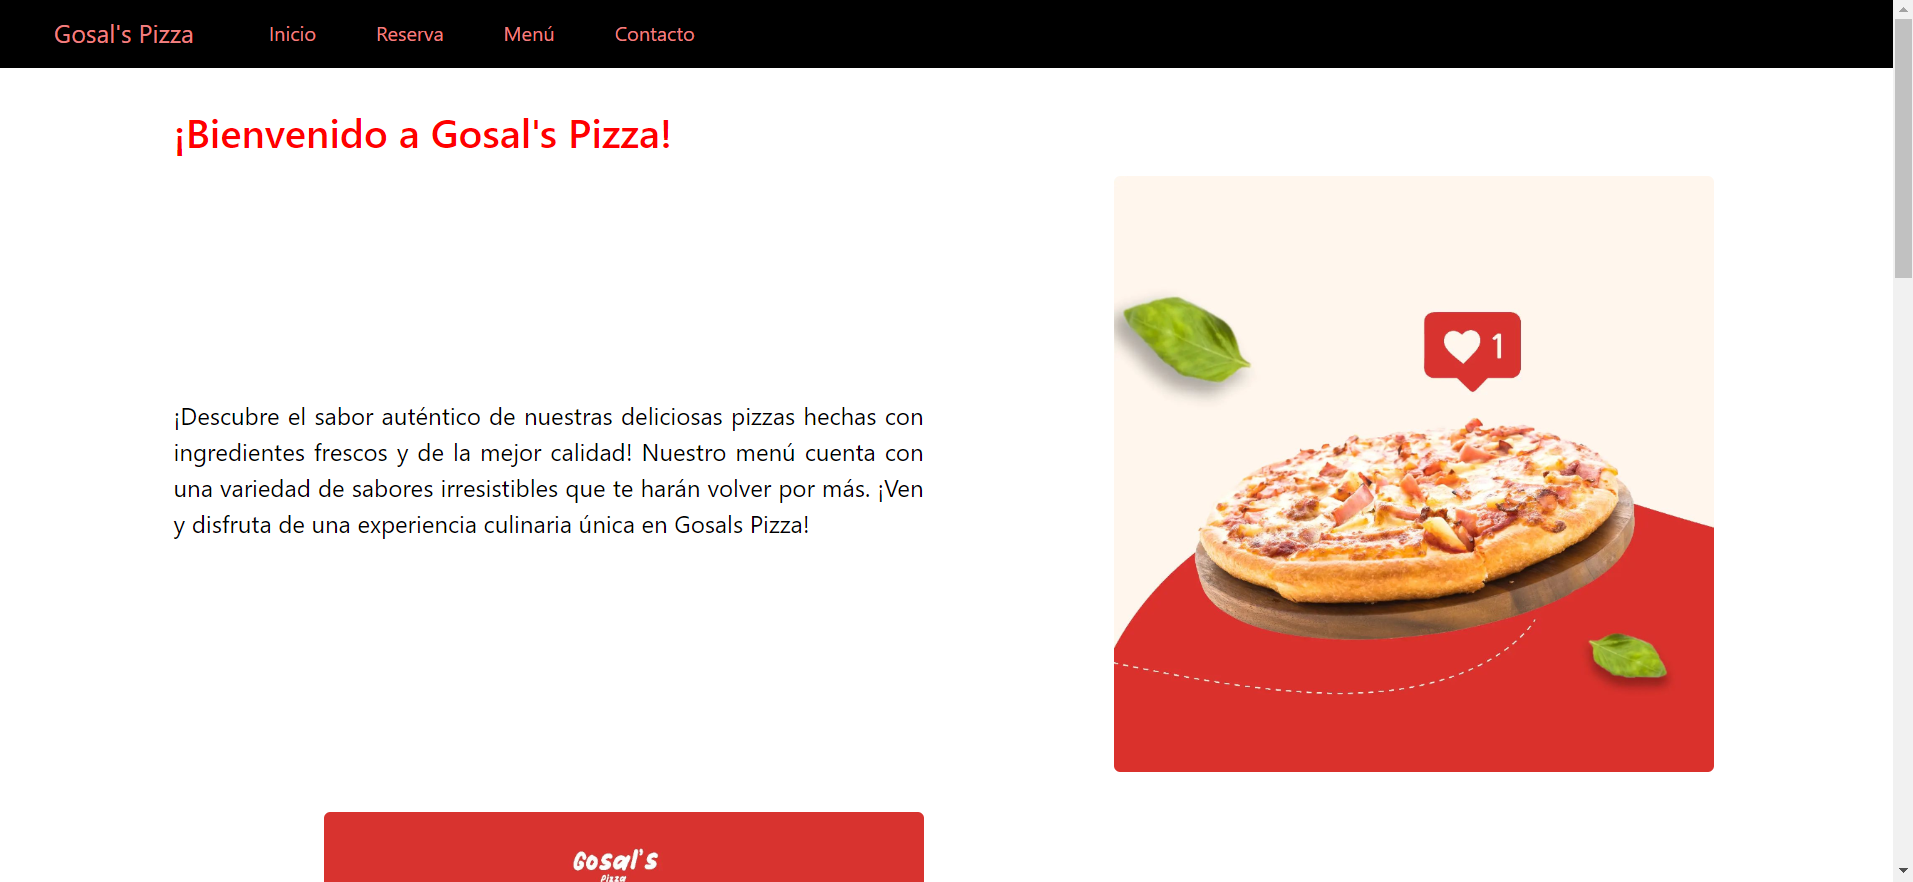 Gosal's Pizza Inicio Reserva Menú Contacto
¡Bienvenido a Gosal's Pizza!
1
¡Descubre el sabor auténtico de nuestras deliciosas pizzas hechas con
ingredientes frescos y de la mejor calidad! Nuestro menú cuenta con
una variedad de sabores irresistibles que te harán volver por más. ¡Ven
y disfruta de una experiencia culinaria única en Gosals Pizza!
Gosal's
Pizza